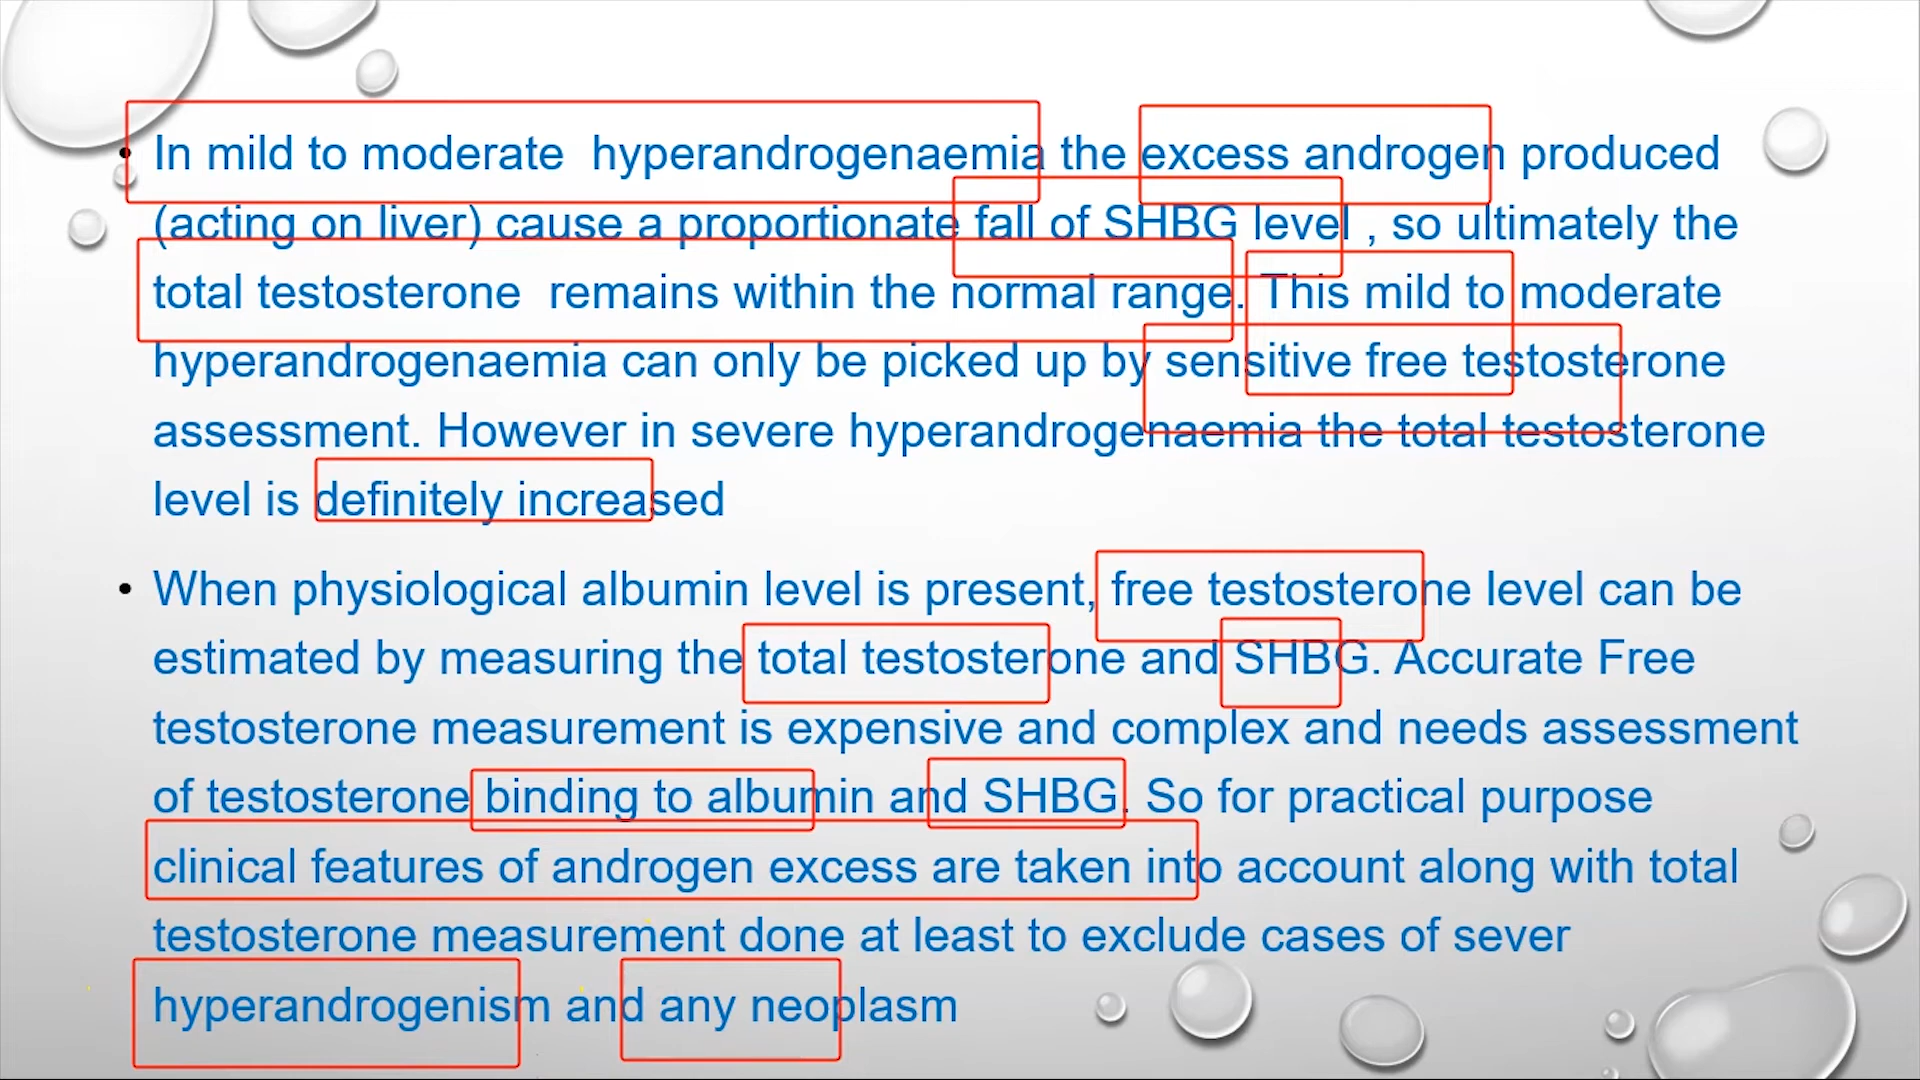 • In mild to moderate  hyperandrogenaemia the excess androgen produced
(acting on liver) cause a proportionate fall of SHBG level , so ultimately the
total testosterone  remains within the normal range. This mild to moderate
hyperandrogenaemia can only be picked up by sensitive free testosterone
assessment. However in severe hyperandrogenaemia the total testosterone
level is definitely increased
• When physiological albumin level is present, free testosterone level can be
estimated by measuring the total testosterone and SHBG. Accurate Free
testosterone measurement is expensive and complex and needs assessment
of testosterone binding to albumin and SHBG. So for practical purpose
clinical features of androgen excess are taken into account along with total
testosterone measurement done at least to exclude cases of sever
hyperandrogenism and any neoplasm